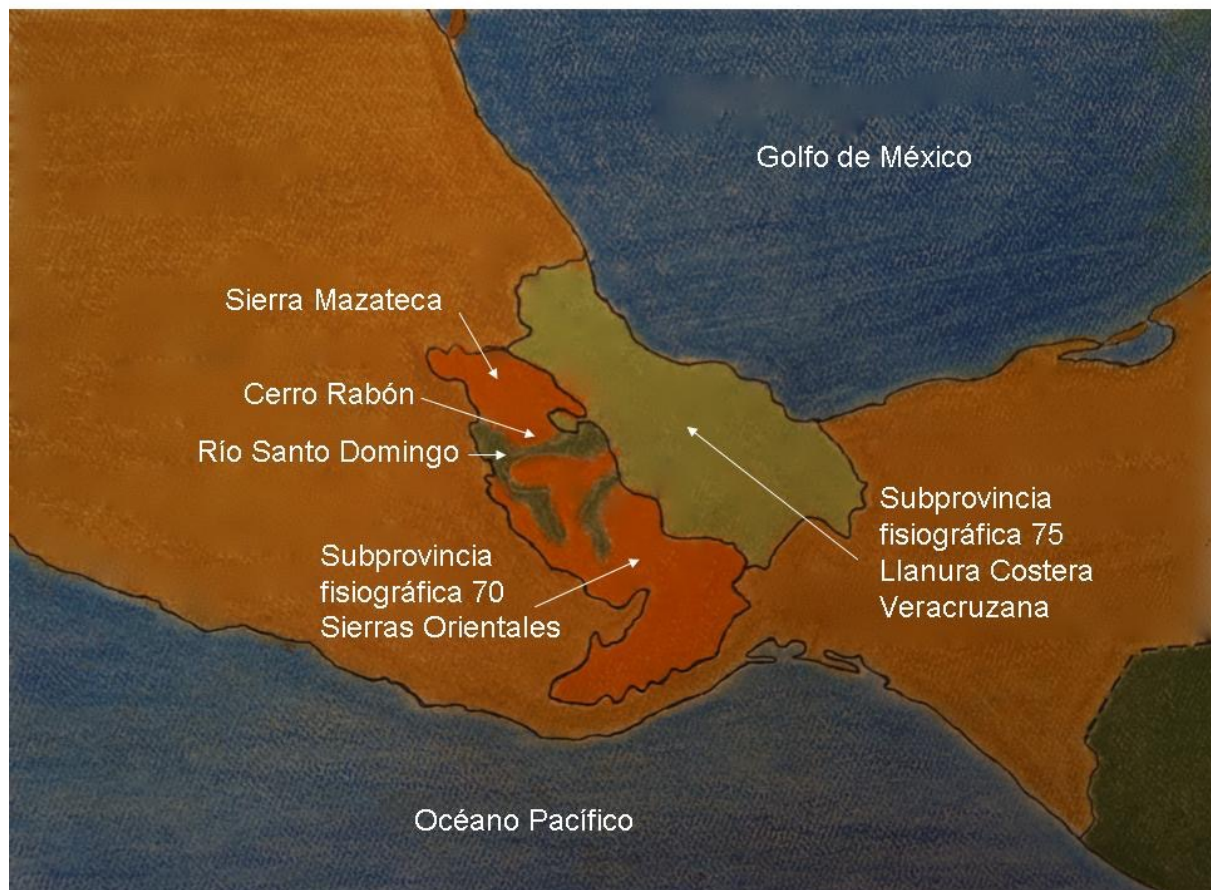 Golfo de México
Sierra Mazateca
Cerro Rabón
Río Santo Domingo
Subprovincia
fisiográfica 75
Llanura Costera
Veracruzana
Subprovincia
fisiográfica 70
Sierras Orientales
Océano Pacífico